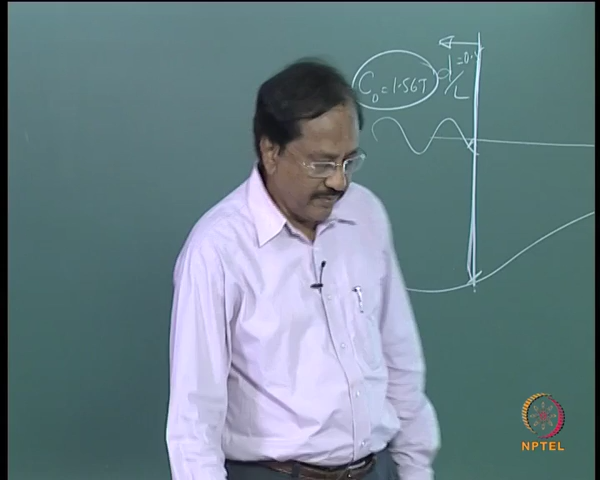 C₀ = 1.56T
d/L = 0.
NPTEL